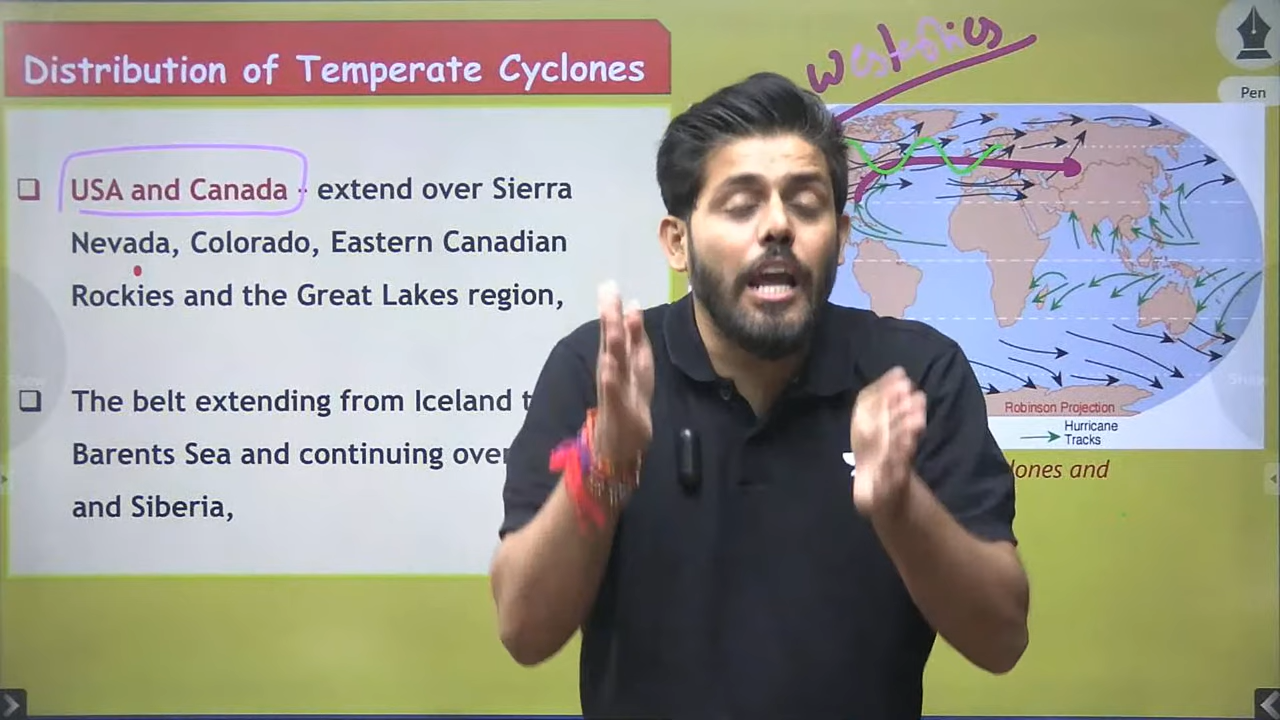 Distribution of Temperate Cyclones
westerlies
Pen
USA and Canada - extend over Sierra
Nevada, Colorado, Eastern Canadian
Rockies and the Great Lakes region,
The belt extending from Iceland t
Barents Sea and continuing over
and Siberia,
Robinson Projection
Hurricane
Tracks
lones and